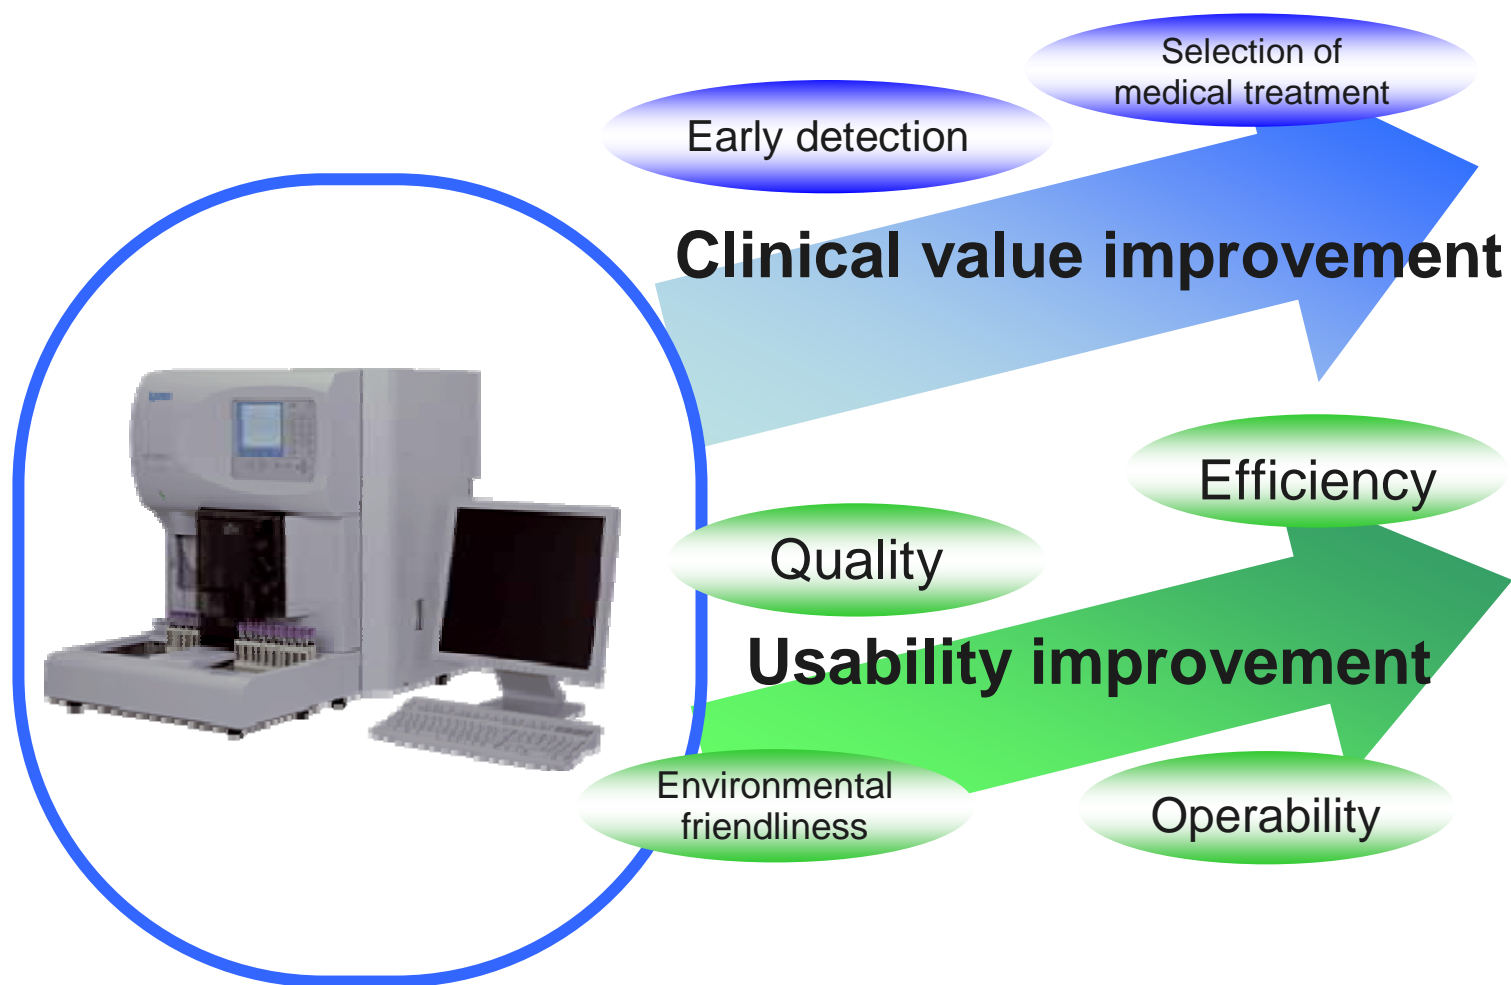 Selection of
medical treatment
Early detection
Clinical value improvement
Efficiency
Quality
Usability improvement
Environmental
friendliness
Operability